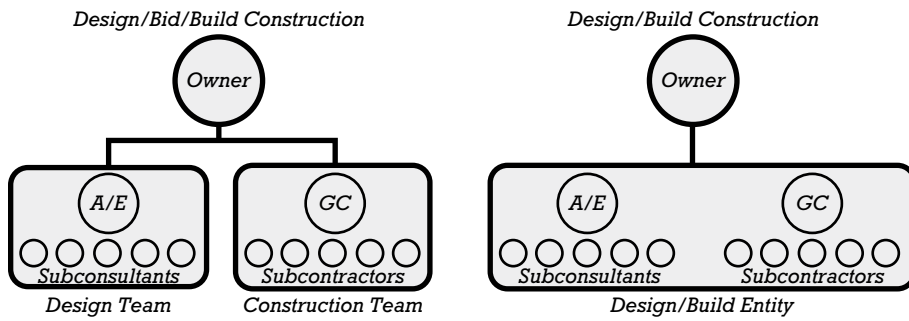 Design/Bid/Build Construction
Owner
A/E
Subconsultants
Design Team
GC
Subcontractors
Construction Team
Design/Build Construction
Owner
A/E
Subconsultants
GC
Subcontractors
Design/Build Entity